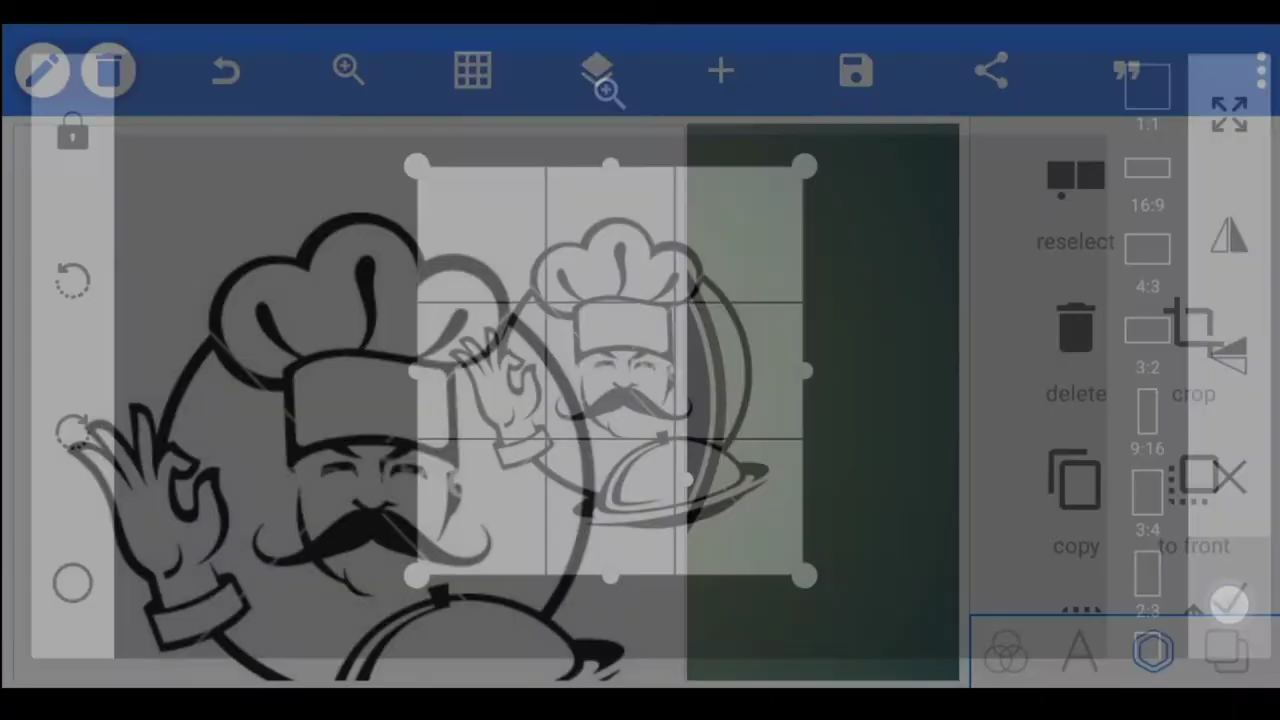 1:1
16:9
reselect
4:3
3:2
delete
crop
9:16
3:4
copy
to front
2:3